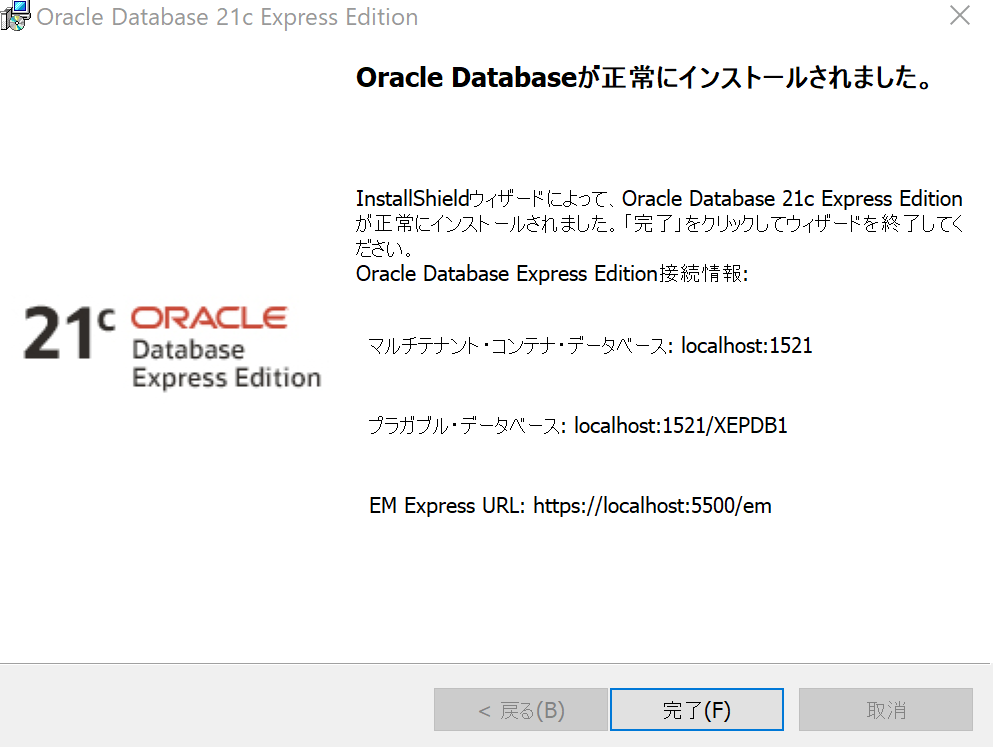 Oracle Database 21c Express Edition
Oracle Databaseが正常にインストールされました。
InstallShieldウィザードによって、Oracle Database 21c Express Edition
が正常にインストールされました。「完了」をクリックしてウィザードを終了してく
ださい。
Oracle Database Express Edition接続情報:
21c ORACLE
Database
Express Edition
マルチテナント・コンテナ・データベース: localhost:1521
プラガブル・データベース: localhost:1521/XEPDB1
EM Express URL: https://localhost:5500/em
< 戻る(B)
完了(F)
取消